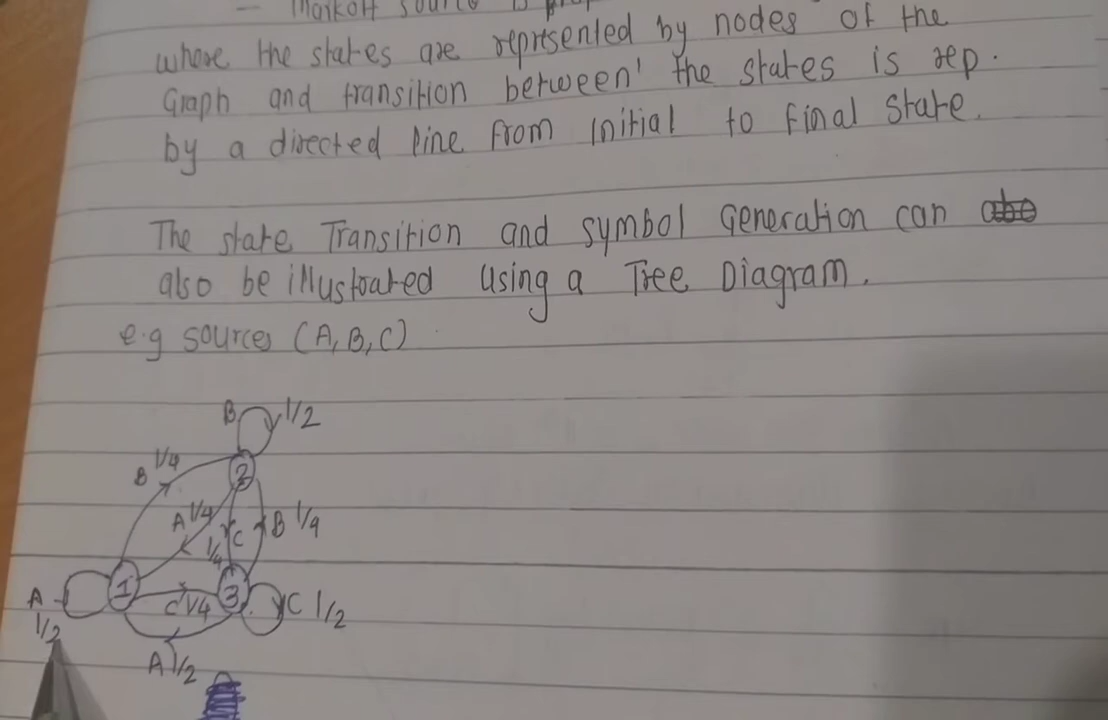 - Markoff source is
where the states are represented by nodes of the
Graph and transition between the states is rep.
by a directed line from initial to final state.
The state Transition and symbol Generation can
also be illustrated using a Tree Diagram.
e.g sources (A, B, C)
B 1/2
B 1/4
2
A 1/4
C 1/4
B 1/4
1
3
C 1/4
C 1/2
A 1/2
A 1/2